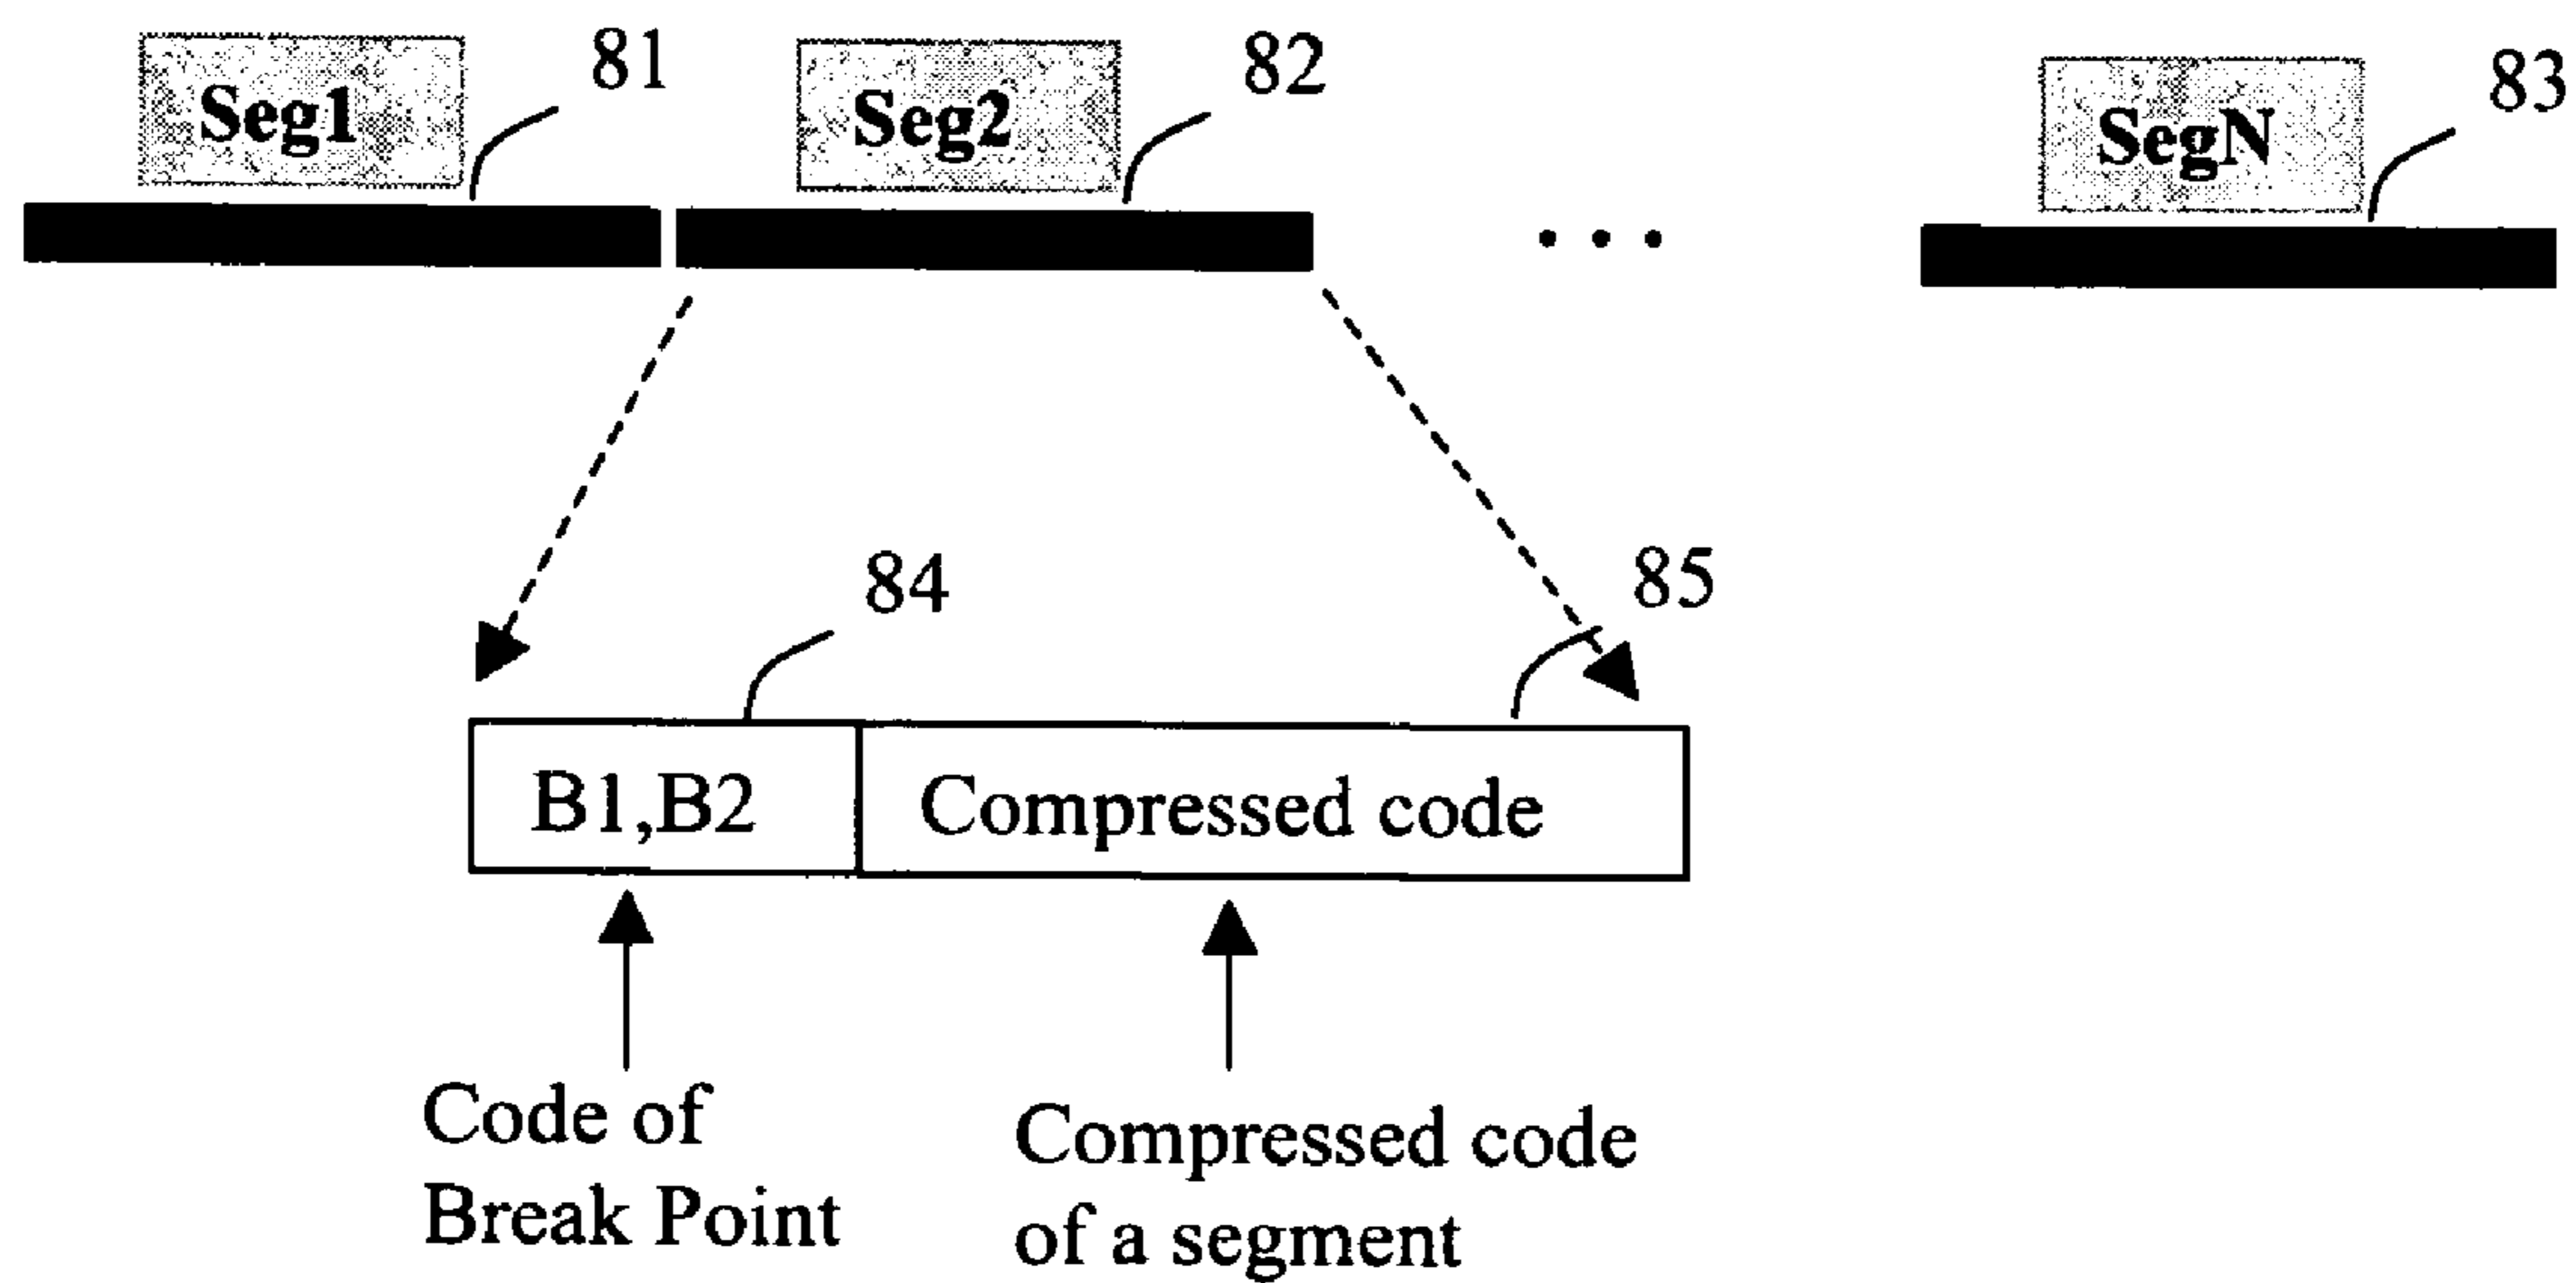 Seg1
81
Seg2
82
SegN
83
. . .
84
85
B1,B2
Compressed code
Code of
Break Point
Compressed code
of a segment